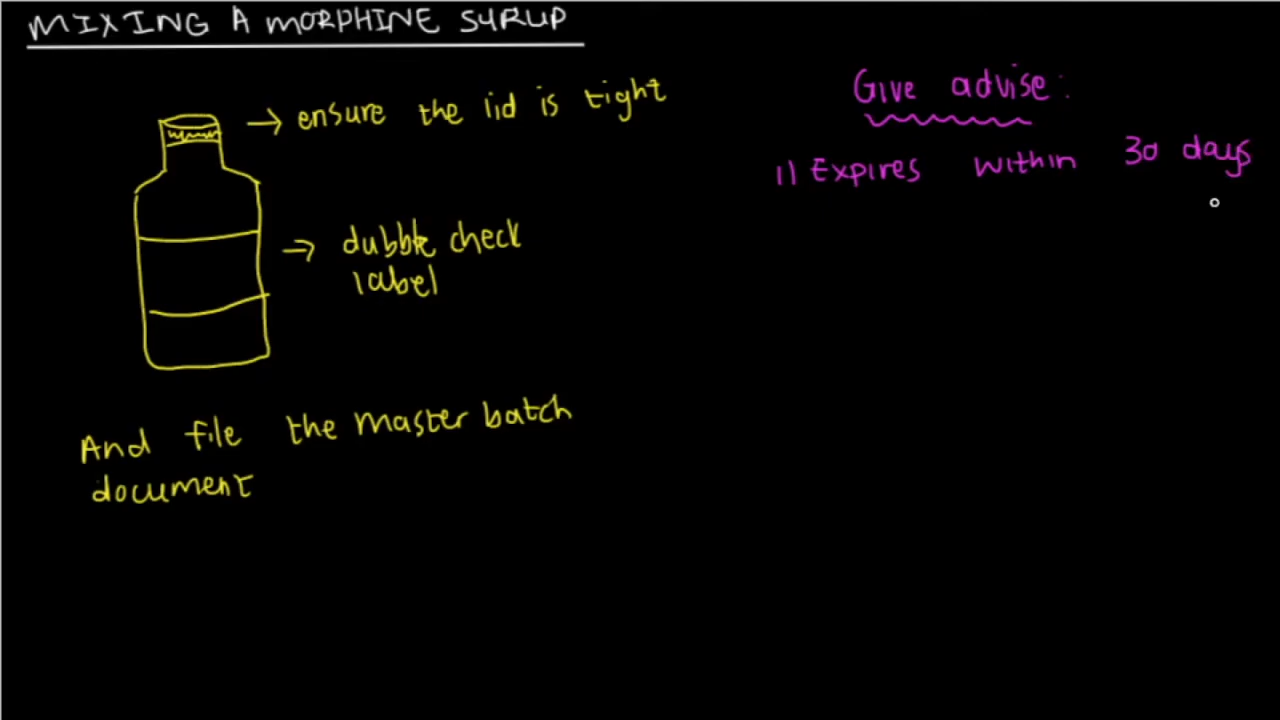 MIXING A MORPHINE SYRUP
→ ensure the lid is tight
→ dubble check
label
And file the master batch
document
Give advise:
1) Expires within 30 days